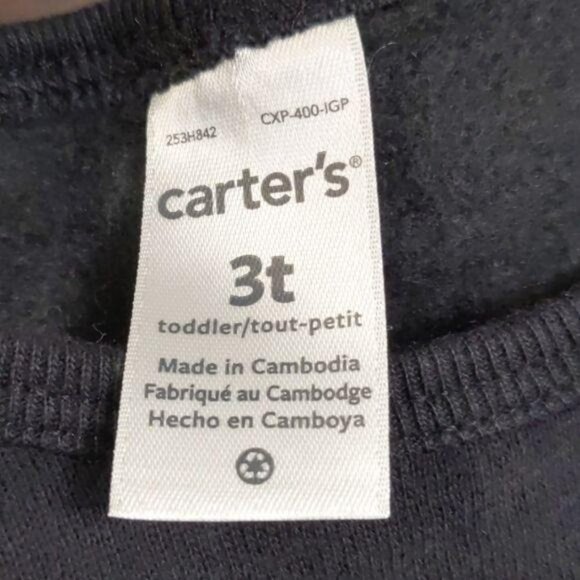 253H842 CXP-400-IGP
carter's®
3t
toddler/tout-petit
Made in Cambodia
Fabriqué au Cambodge
Hecho en Camboya